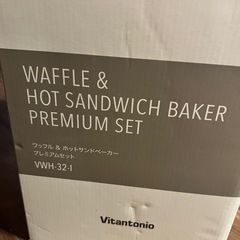 WAFFLE &
HOT SANDWICH BAKER
PREMIUM SET
ワッフル & ホットサンドベーカー
プレミアムセット
VWH-32-I
Vitantonio